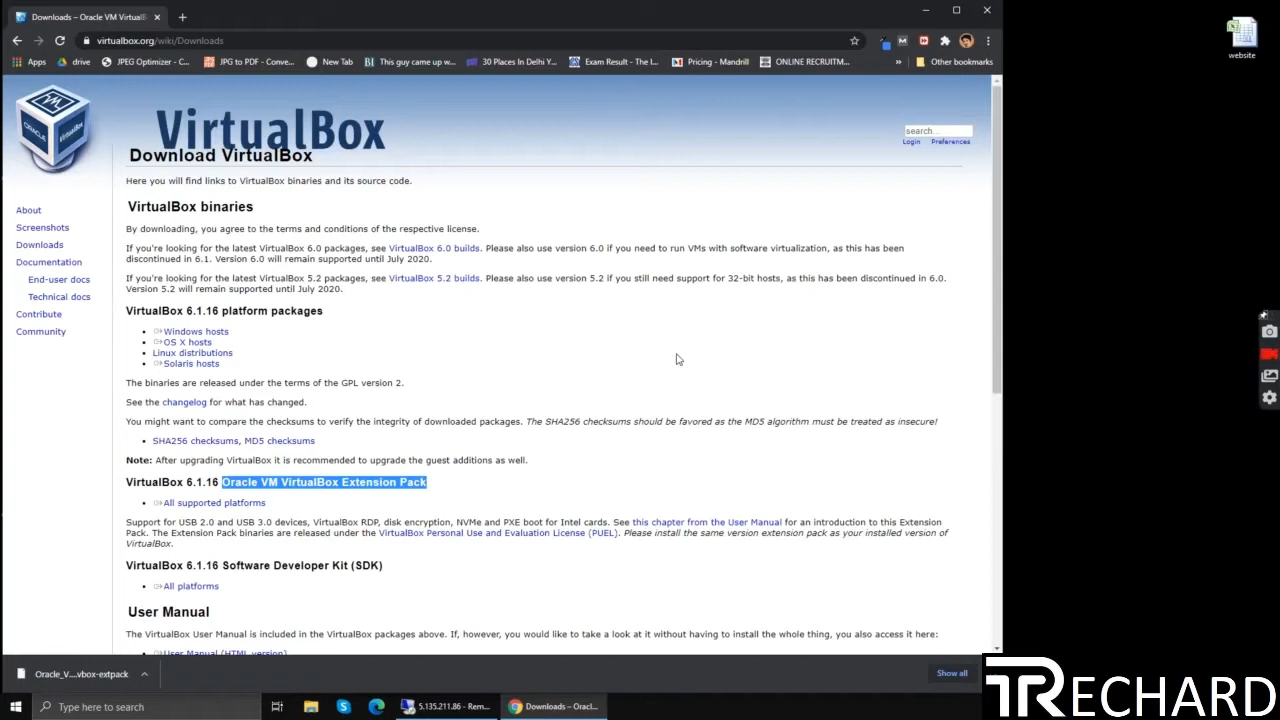 Downloads – Oracle VM VirtualB
virtualbox.org/wiki/Downloads
Apps drive JPEG Optimizer - C... JPG to PDF - Conve... New Tab This guy came up w... 30 Places In Delhi Y... Exam Result - The I... Pricing - Mandrill ONLINE RECRUITM... » Other bookmarks
website
ORACLE
VirtualBox
VirtualBox
search...
Login Preferences
Download VirtualBox
Here you will find links to VirtualBox binaries and its source code.
About
Screenshots
Downloads
Documentation
End-user docs
Technical docs
Contribute
Community
VirtualBox binaries
By downloading, you agree to the terms and conditions of the respective license.
If you're looking for the latest VirtualBox 6.0 packages, see VirtualBox 6.0 builds. Please also use version 6.0 if you need to run VMs with software virtualization, as this has been
discontinued in 6.1. Version 6.0 will remain supported until July 2020.
If you're looking for the latest VirtualBox 5.2 packages, see VirtualBox 5.2 builds. Please also use version 5.2 if you still need support for 32-bit hosts, as this has been discontinued in 6.0.
Version 5.2 will remain supported until July 2020.
VirtualBox 6.1.16 platform packages
• Windows hosts
• OS X hosts
• Linux distributions
• Solaris hosts
The binaries are released under the terms of the GPL version 2.
See the changelog for what has changed.
You might want to compare the checksums to verify the integrity of downloaded packages. The SHA256 checksums should be favored as the MD5 algorithm must be treated as insecure!
• SHA256 checksums, MD5 checksums
Note: After upgrading VirtualBox it is recommended to upgrade the guest additions as well.
VirtualBox 6.1.16 Oracle VM VirtualBox Extension Pack
• All supported platforms
Support for USB 2.0 and USB 3.0 devices, VirtualBox RDP, disk encryption, NVMe and PXE boot for Intel cards. See this chapter from the User Manual for an introduction to this Extension
Pack. The Extension Pack binaries are released under the VirtualBox Personal Use and Evaluation License (PUEL). Please install the same version extension pack as your installed version of
VirtualBox.
VirtualBox 6.1.16 Software Developer Kit (SDK)
• All platforms
User Manual
The VirtualBox User Manual is included in the VirtualBox packages above. If, however, you would like to take a look at it without having to install the whole thing, you also access it here:
• User Manual (HTML version)
Oracle_V....vbox-extpack
Show all
Type here to search
5.135.211.86 - Rem...
Downloads – Oracl...
TRECHARD